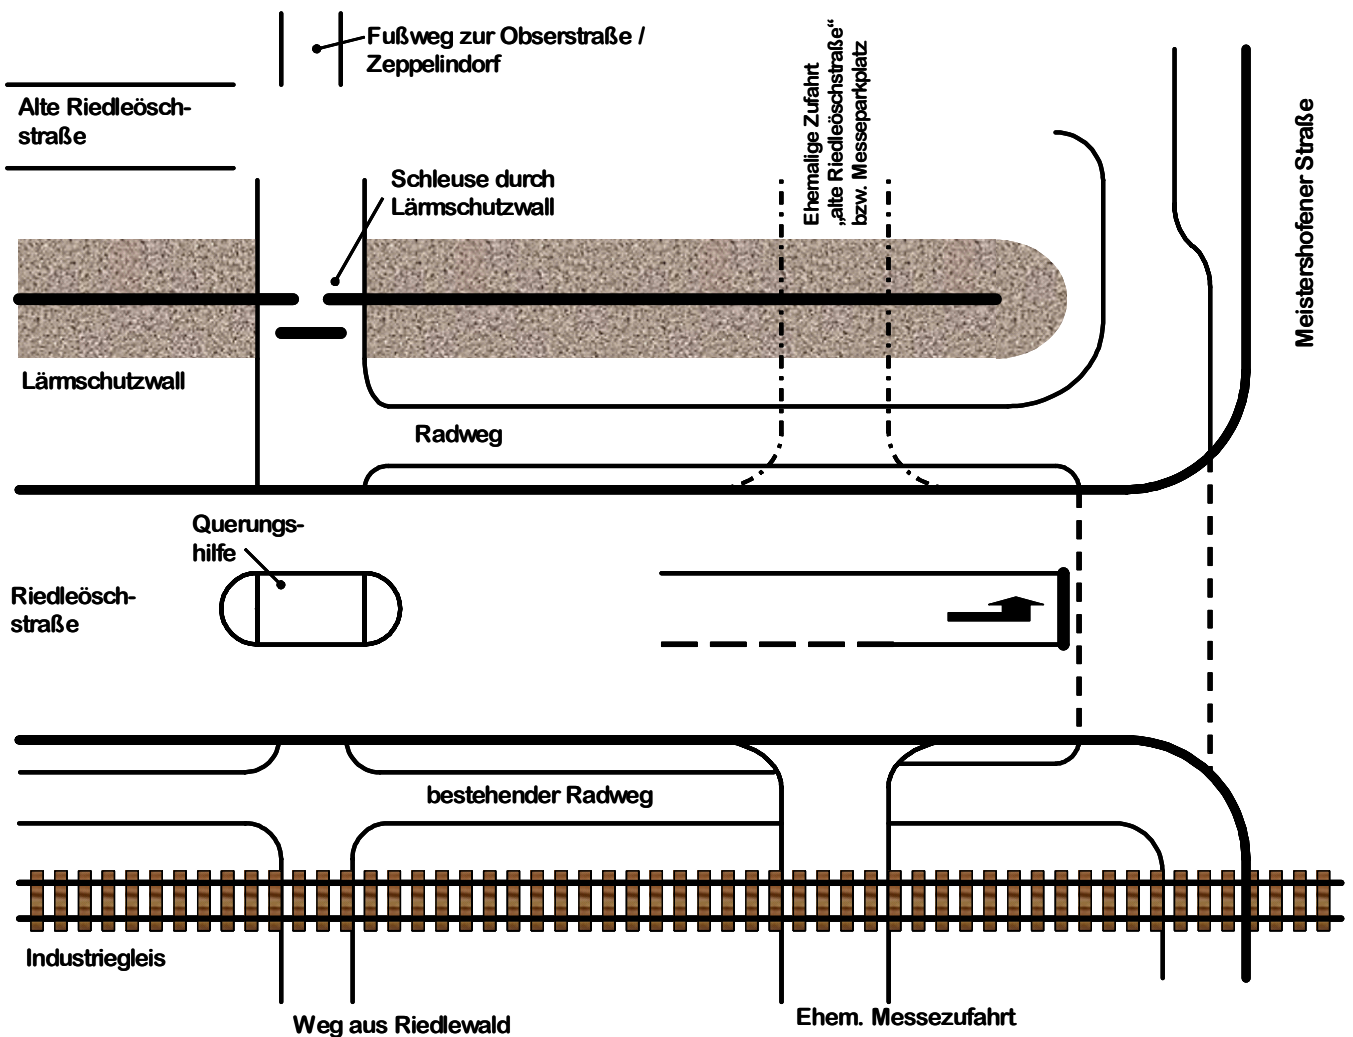 Fußweg zur Obserstraße /
Zeppelindorf
Alte Riedleösch-
straße
Schleuse durch
Lärmschutzwall
Ehemalige Zufahrt
„alte Riedleöschstraße“
bzw. Messeparkplatz
Meistershofener Straße
Lärmschutzwall
Radweg
Querungs-
hilfe
Riedleösch-
straße
bestehender Radweg
Industriegleis
Weg aus Riedlewald
Ehem. Messezufahrt